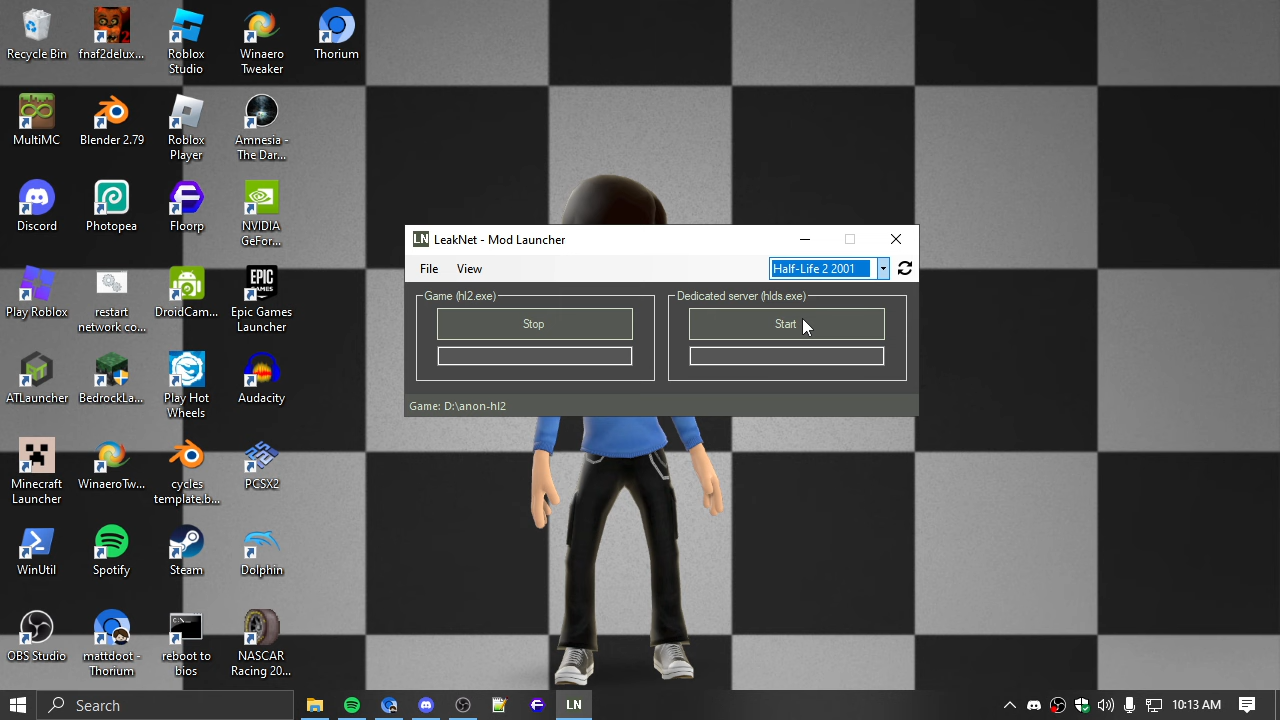 Recycle Bin
fnaf2delux...
Roblox
Studio
Winaero
Tweaker
Thorium
MultiMC
Blender 2.79
Roblox
Player
Amnesia -
The Dar...
Discord
Photopea
Floorp
NVIDIA
GeFor...
Play Roblox
restart
network co...
DroidCam...
EPIC
GAMES
Epic Games
Launcher
ATLauncher
BedrockLa...
Play Hot
Wheels
Audacity
Minecraft
Launcher
WinaeroTw...
cycles
template.b...
PCSX2
WinUtil
Spotify
Steam
Dolphin
OBS Studio
mattdoot -
Thorium
C:\
reboot to
bios
NASCAR
Racing 20...
LN LeakNet - Mod Launcher
File View Half-Life 2 2001
Game (hl2.exe)
Stop
Dedicated server (hlds.exe)
Start
Game: D:\anon-hl2
Search
LN
10:13 AM